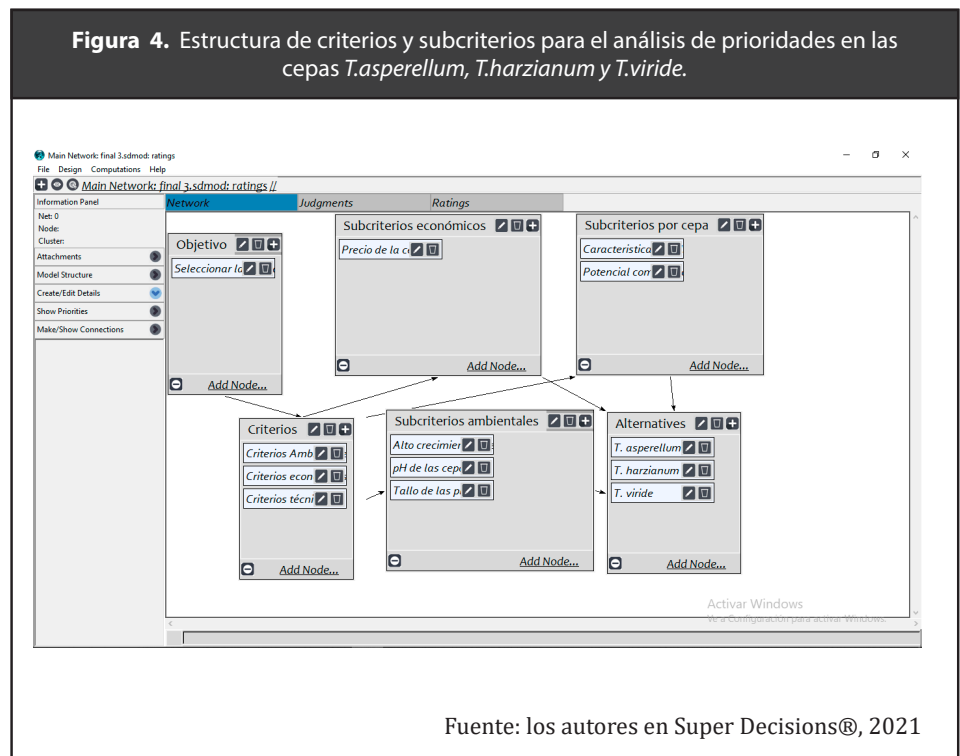 Figura 4. Estructura de criterios y subcriterios para el análisis de prioridades en las
cepas T.asperellum, T.harzianum y T.viride.
Main Network: final 3.sdmod: ratings
File Design Computations Help
Main Network: final 3.sdmod: ratings //
Information Panel
Net: 0
Node:
Cluster:
Attachments
Model Structure
Create/Edit Details
Show Priorities
Make/Show Connections
Network Judgments Ratings
Objetivo
Seleccionar
Add Node...
Subcriterios económicos
Precio de la
Add Node...
Subcriterios por cepa
Caracteristica
Potencial
Add Node...
Criterios
Criterios Amb
Criterios econ
Criterios técni
Add Node...
Subcriterios ambientales
Alto crecimier
pH de las
Tallo de las
Add Node...
Alternatives
T. asperellum
T. harzianum
T. viride
Add Node...
Activar Windows
Ve a Configuración para activar Windows.
Fuente: los autores en Super Decisions®, 2021